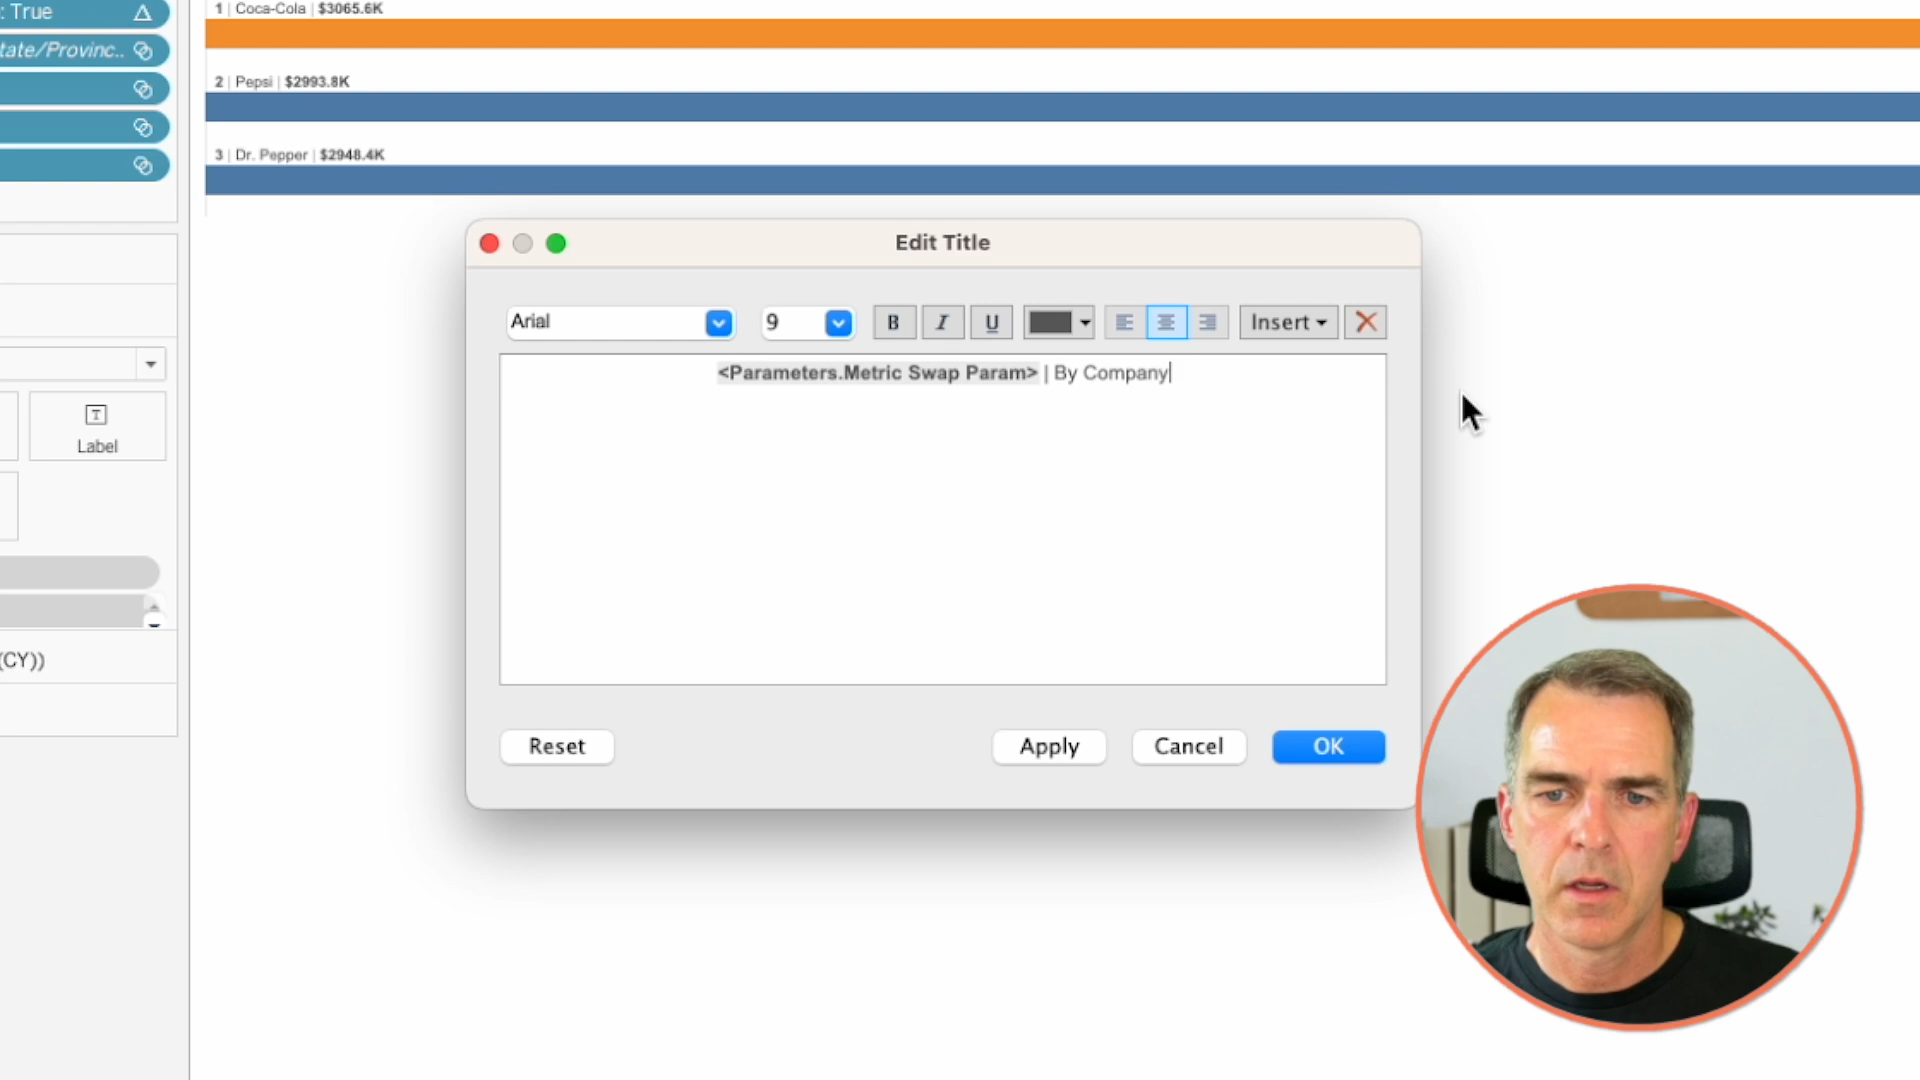 : True
tate/Provinc..
Label
(CY))
1 | Coca-Cola | $3065.6K
2 | Pepsi | $2993.8K
3 | Dr. Pepper | $2948.4K
Edit Title
Arial
9
B I U
Insert
<Parameters.Metric Swap Param> | By Company
Reset
Apply
Cancel
OK